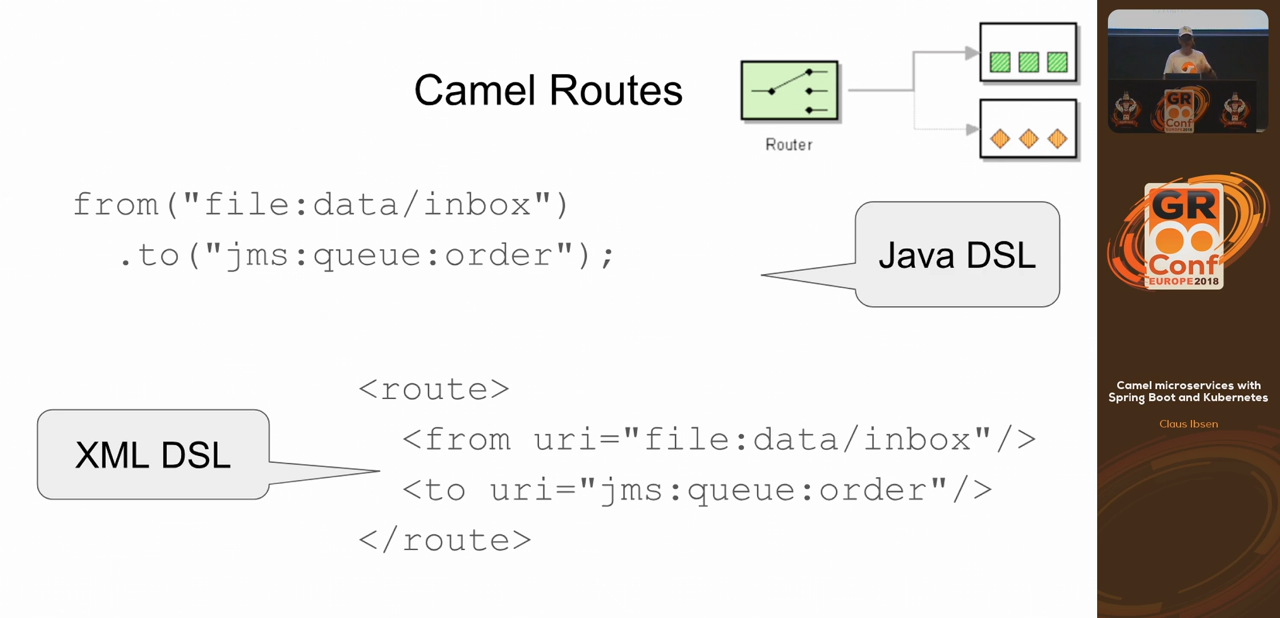 Camel Routes
Router
from("file:data/inbox")
.to("jms:queue:order");
Java DSL
XML DSL
<route>
<from uri="file:data/inbox"/>
<to uri="jms:queue:order"/>
</route>
GR
Conf
GR
Conf
EUROPE 2018
Camel microservices with
Spring Boot and Kubernetes
Claus Ibsen